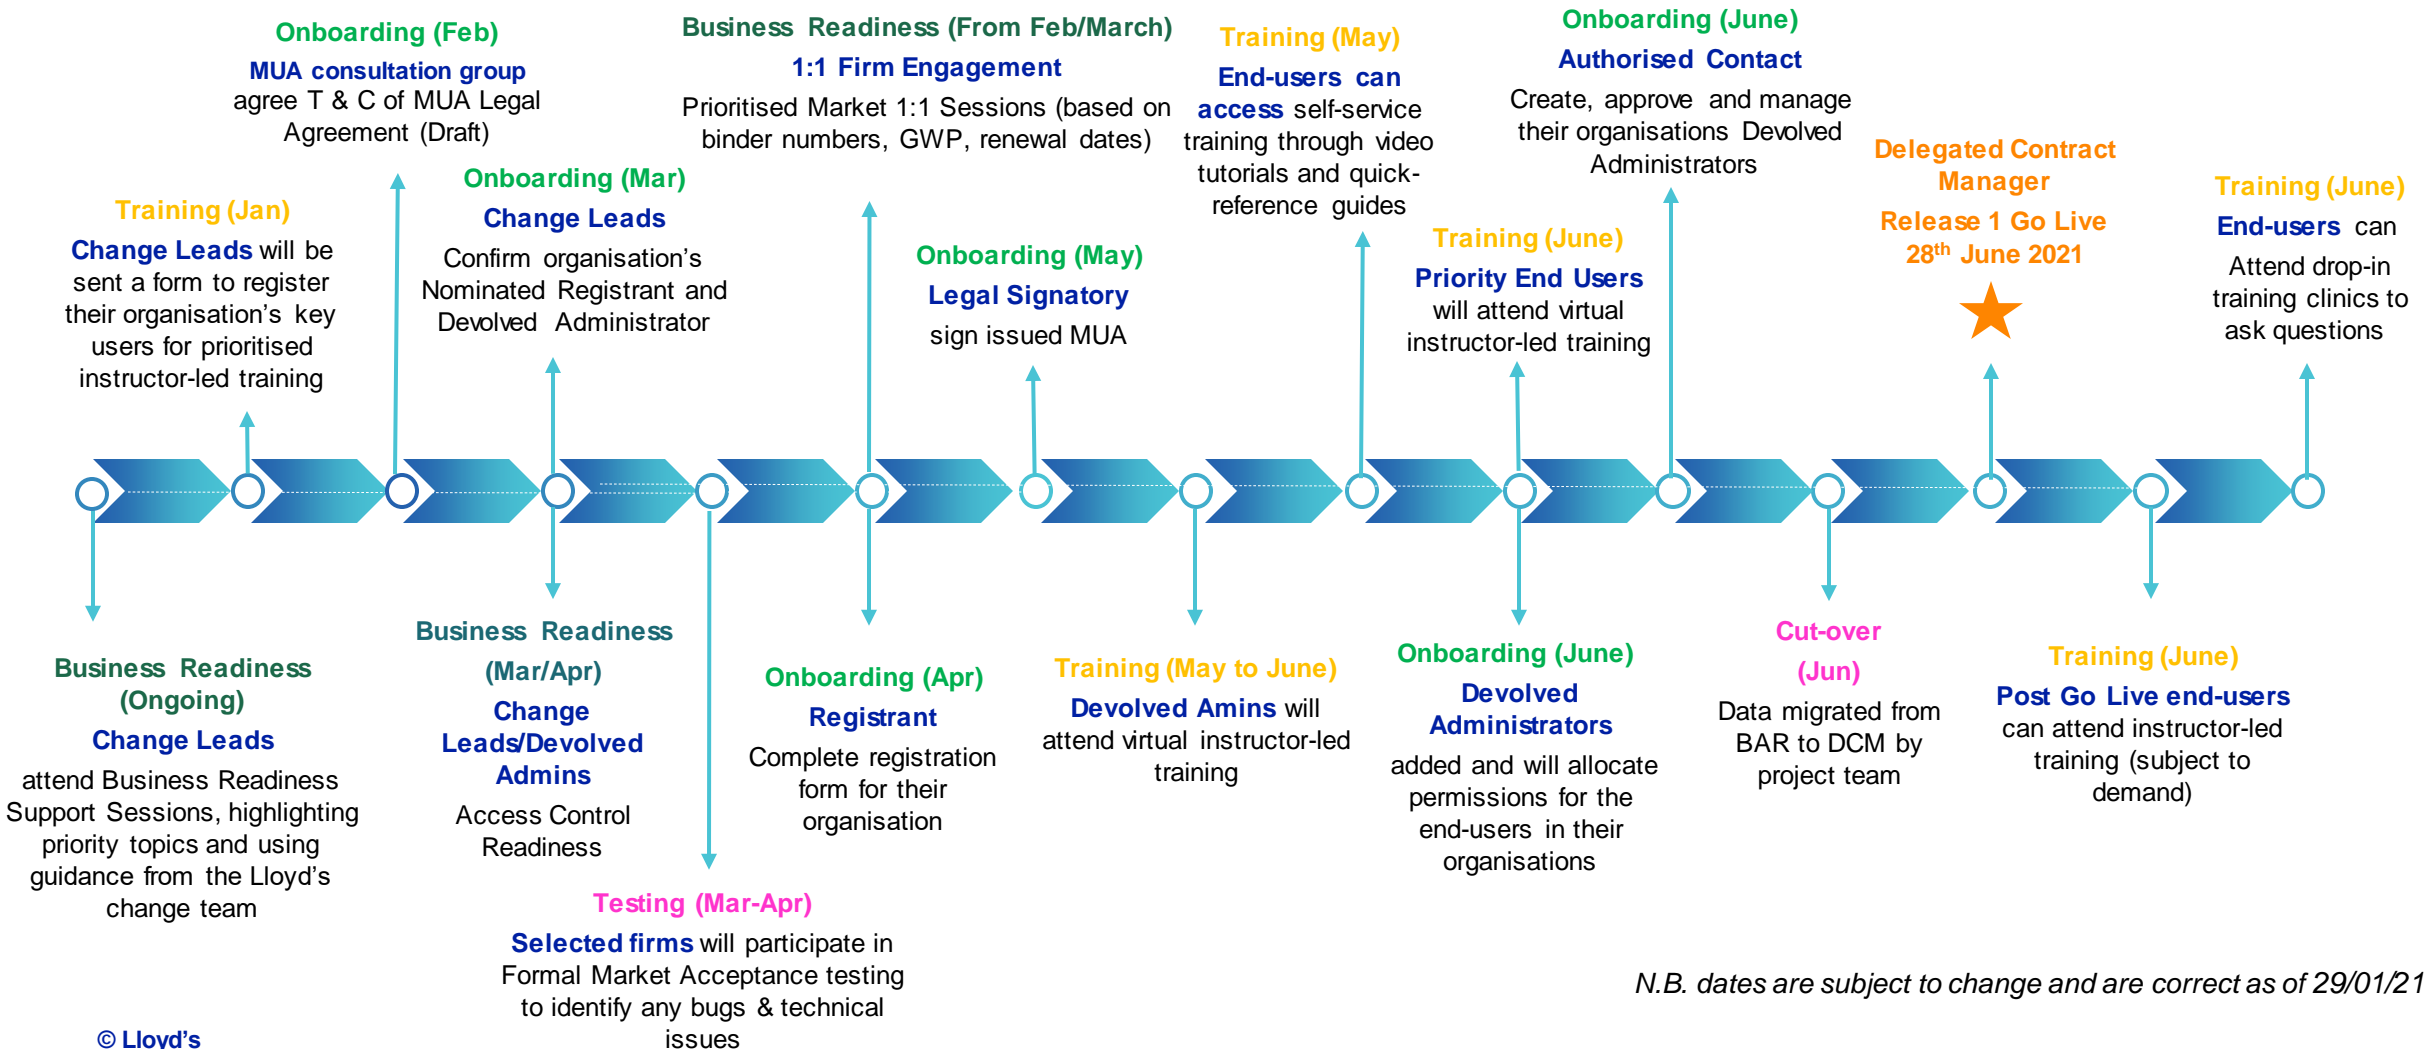 Training (Jan)
Change Leads will be
sent a form to register
their organisation's key
users for prioritised
instructor-led training
Onboarding (Feb)
MUA consultation group
agree T & C of MUA Legal
Agreement (Draft)
Onboarding (Mar)
Change Leads
Confirm organisation's
Nominated Registrant and
Devolved Administrator
Business Readiness (From Feb/March)
1:1 Firm Engagement
Prioritised Market 1:1 Sessions (based on
binder numbers, GWP, renewal dates)
Onboarding (May)
Legal Signatory
sign issued MUA
Training (May)
End-users can
access self-service
training through video
tutorials and quick-
reference guides
Training (June)
Priority End Users
will attend virtual
instructor-led training
Onboarding (June)
Authorised Contact
Create, approve and manage
their organisations Devolved
Administrators
Delegated Contract
Manager
Release 1 Go Live
28th June 2021
Training (June)
End-users can
Attend drop-in
training clinics to
ask questions
Business Readiness
(Ongoing)
Change Leads
attend Business Readiness
Support Sessions, highlighting
priority topics and using
guidance from the Lloyd's
change team
Business Readiness
(Mar/Apr)
Change
Leads/Devolved
Admins
Access Control
Readiness
Testing (Mar-Apr)
Selected firms will participate in
Formal Market Acceptance testing
to identify any bugs & technical
issues
Onboarding (Apr)
Registrant
Complete registration
form for their
organisation
Training (May to June)
Devolved Amins will
attend virtual instructor-led
training
Onboarding (June)
Devolved
Administrators
added and will allocate
permissions for the
end-users in their
organisations
Cut-over
(Jun)
Data migrated from
BAR to DCM by
project team
Training (June)
Post Go Live end-users
can attend instructor-led
training (subject to
demand)
N.B. dates are subject to change and are correct as of 29/01/21
© Lloyd's